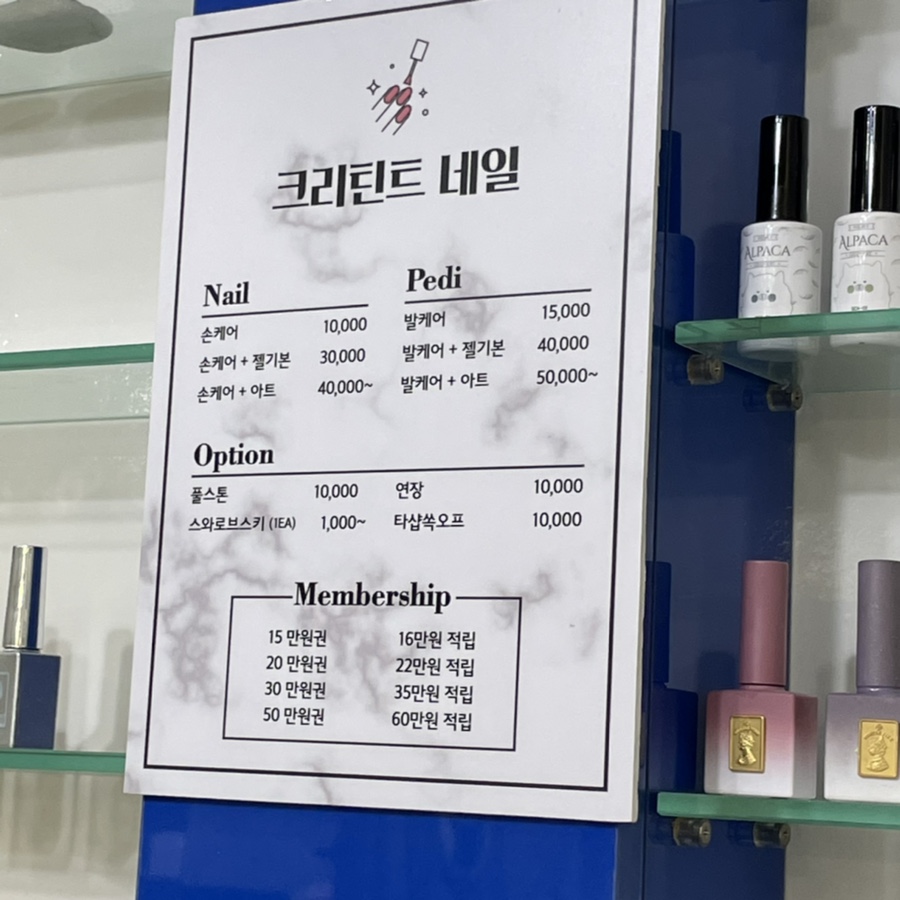 크리틴트 네일
Nail
손케어 10,000
손케어 + 젤기본 30,000
손케어 + 아트 40,000~
Pedi
발케어 15,000
발케어 + 젤기본 40,000
발케어 + 아트 50,000~
Option
풀스톤 10,000 연장 10,000
스와로브스키 (1EA) 1,000~ 타샵쏙오프 10,000
Membership
15 만원권 16만원 적립
20 만원권 22만원 적립
30 만원권 35만원 적립
50 만원권 60만원 적립
ALPACA
ALPACA